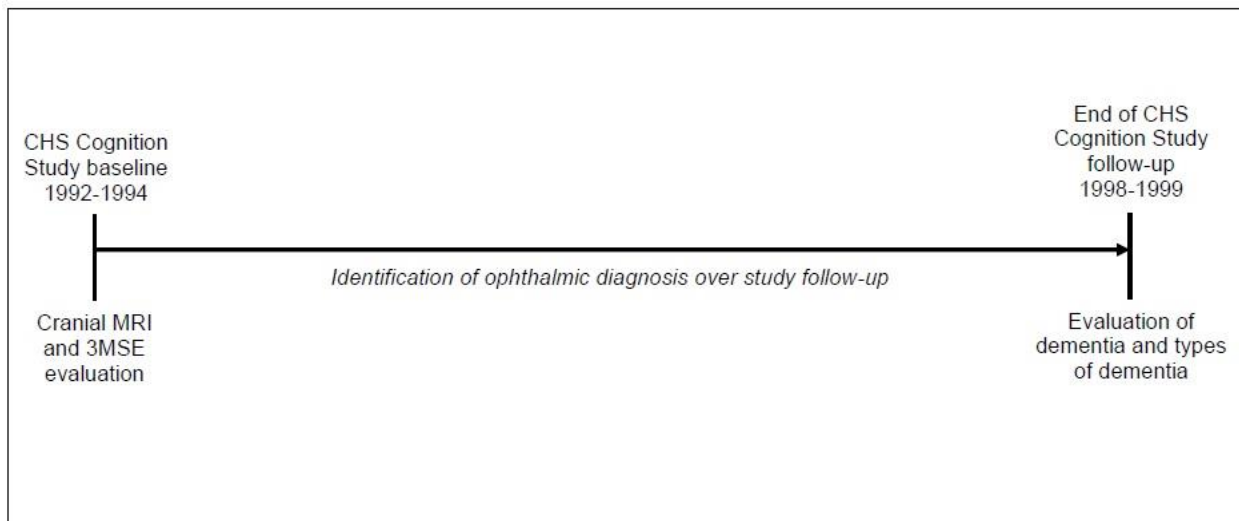 CHS Cognition
Study baseline
1992-1994
End of CHS
Cognition Study
follow-up
1998-1999
Identification of ophthalmic diagnosis over study follow-up
Cranial MRI
and 3MSE
evaluation
Evaluation of
dementia and types
of dementia